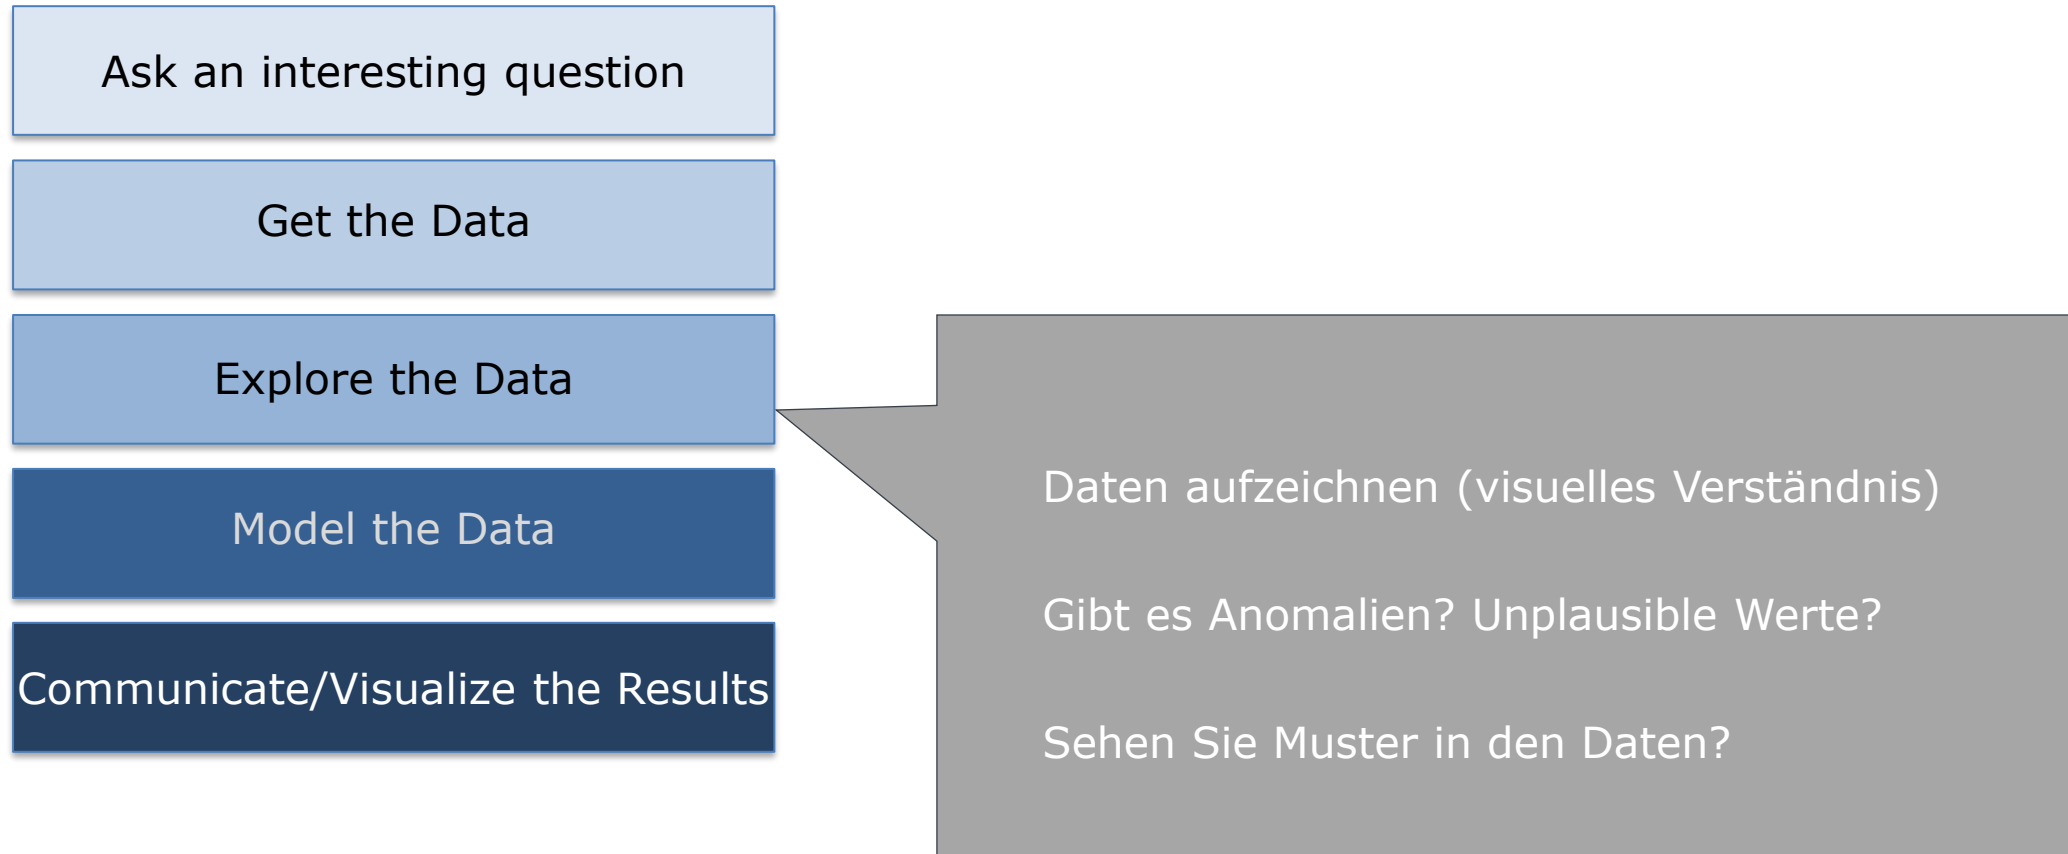 Ask an interesting question
Get the Data
Explore the Data
Model the Data
Communicate/Visualize the Results
Daten aufzeichnen (visuelles Verständnis)
Gibt es Anomalien? Unplausible Werte?
Sehen Sie Muster in den Daten?